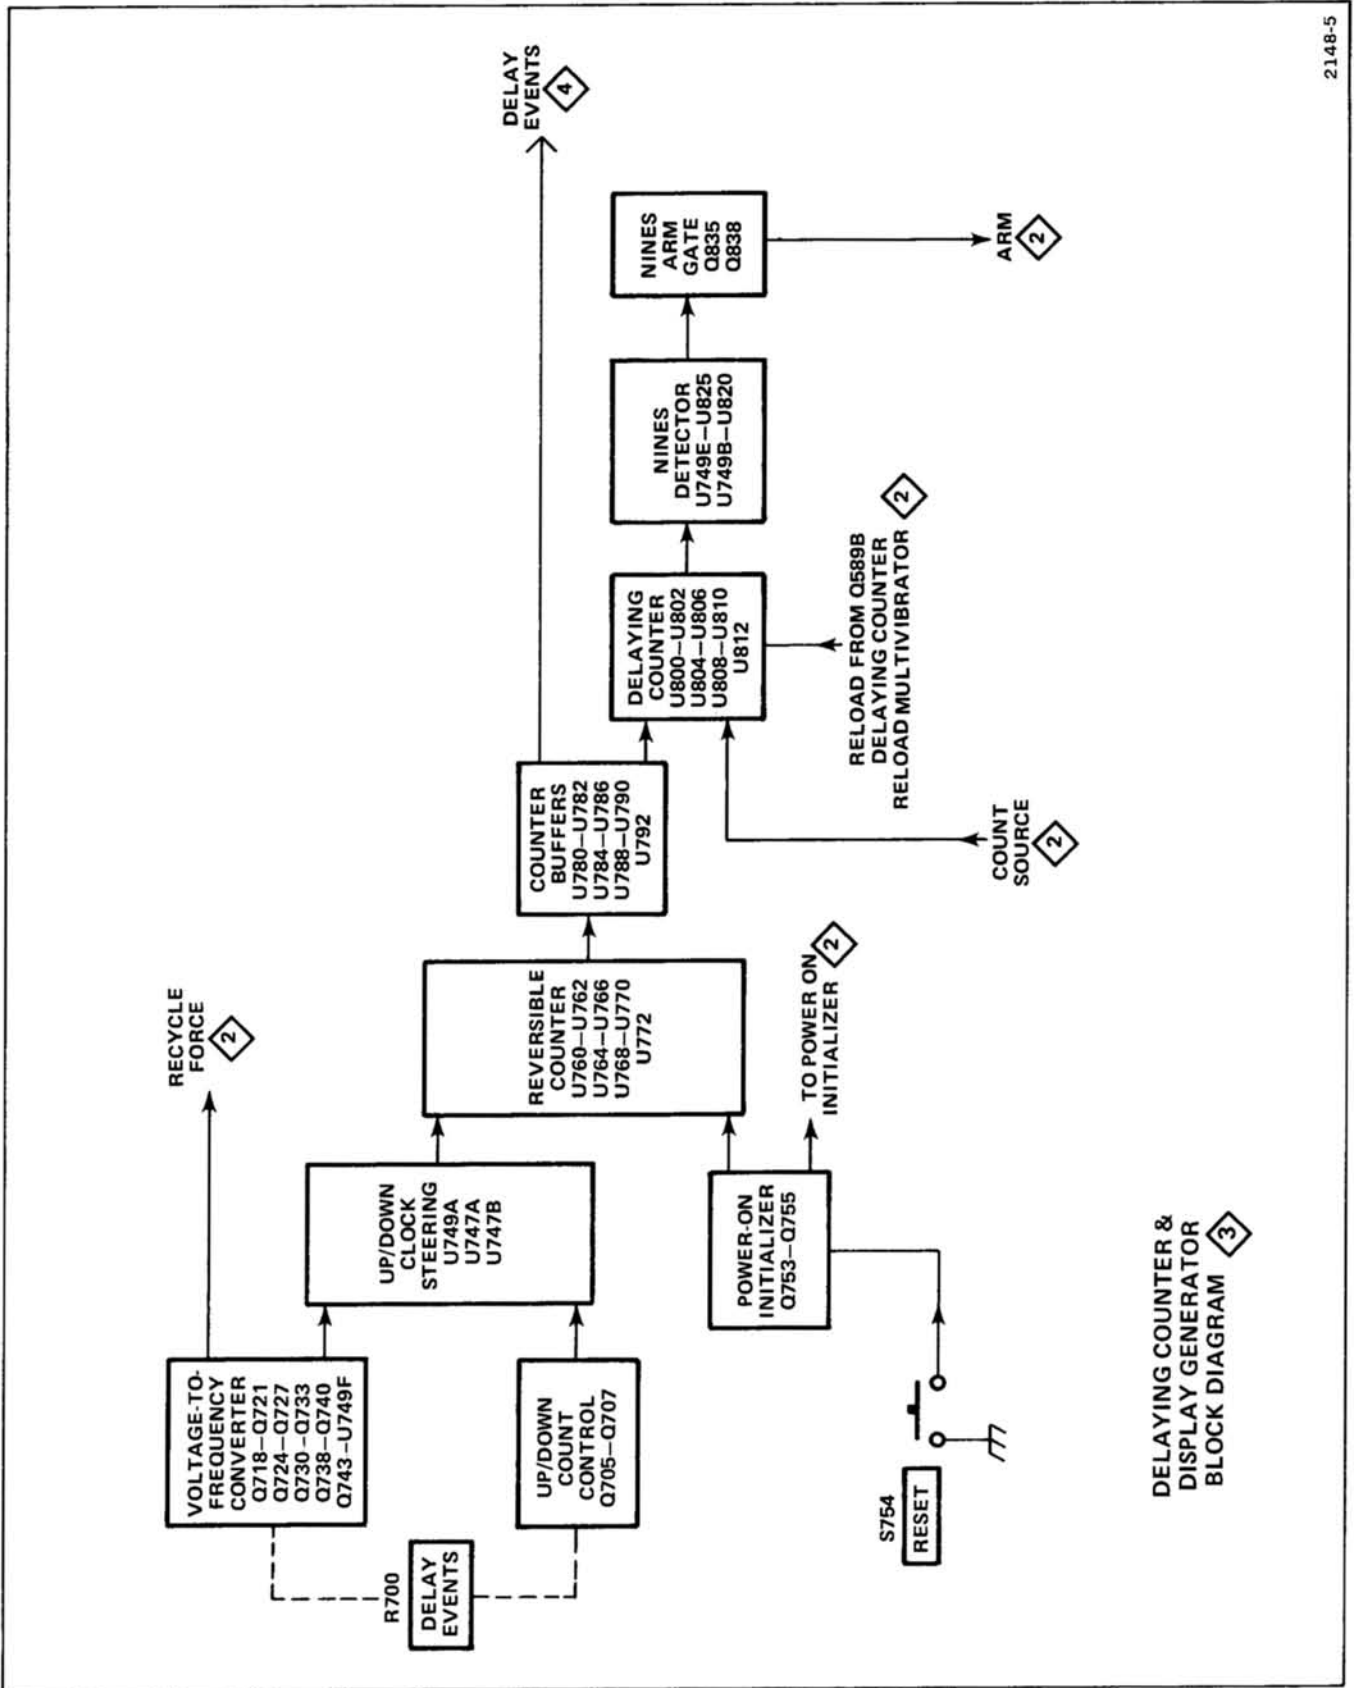 RECYCLE
FORCE
2
VOLTAGE-TO-
FREQUENCY
CONVERTER
Q718–Q721
Q724–Q727
Q730–Q733
Q738–Q740
Q743–U749F
R700
DELAY
EVENTS
UP/DOWN
COUNT
CONTROL
Q705–Q707
UP/DOWN
CLOCK
STEERING
U749A
U747A
U747B
REVERSIBLE
COUNTER
U760–U762
U764–U766
U768–U770
U772
COUNTER
BUFFERS
U780–U782
U784–U786
U788–U790
U792
DELAY
EVENTS
4
DELAYING
COUNTER
U800–U802
U804–U806
U808–U810
U812
NINES
DETECTOR
U749E–U825
U749B–U820
NINES
ARM
GATE
Q835
Q838
ARM
2
RELOAD FROM Q589B
DELAYING COUNTER
RELOAD MULTIVIBRATOR 2
COUNT
SOURCE
2
POWER-ON
INITIALIZER
Q753–Q755
TO POWER ON
INITIALIZER 2
S754
RESET
DELAYING COUNTER &
DISPLAY GENERATOR
BLOCK DIAGRAM 3
2148-5